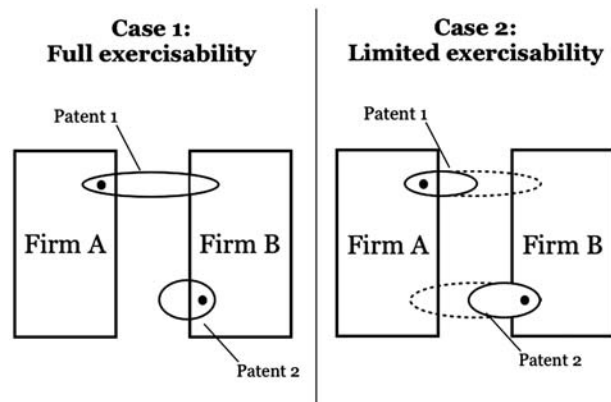 Case 1:
Full exercisability
Patent 1
Firm A
Firm B
Patent 2
Case 2:
Limited exercisability
Patent 1
Firm A
Firm B
Patent 2